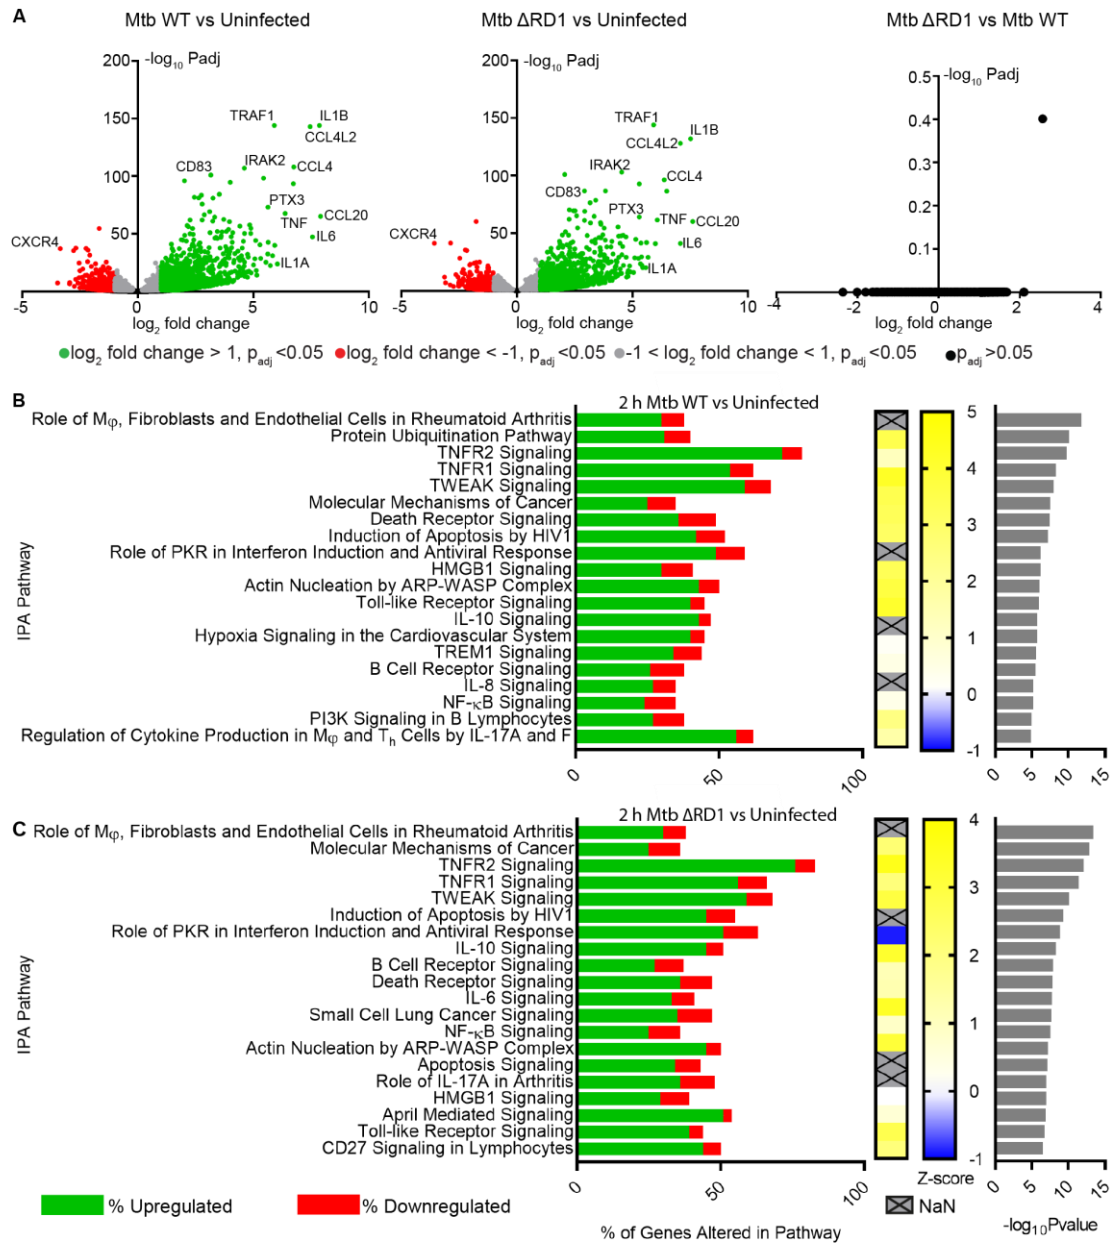 A
Mtb WT vs Uninfected
Mtb ΔRD1 vs Uninfected
Mtb ΔRD1 vs Mtb WT
200
-log10 Padj
150
100
50
TRAF1
IL1B
CCL4L2
CD83
IRAK2
CCL4
PTX3
TNF
CCL20
CXCR4
IL6
IL1A
-5
0
5
10
log2 fold change
200
-log10 Padj
150
100
50
TRAF1
IL1B
CCL4L2
IRAK2
CCL4
CD83
PTX3
TNF
CCL20
CXCR4
IL6
IL1A
-5
0
5
10
log2 fold change
0.5
-log10 Padj
0.4
0.3
0.2
0.1
-4
-2
0
2
4
log2 fold change
log2 fold change > 1, padj <0.05
log2 fold change < -1, padj <0.05
-1 < log2 fold change < 1, padj <0.05
padj >0.05
B
2 h Mtb WT vs Uninfected
IPA Pathway
Role of Mφ, Fibroblasts and Endothelial Cells in Rheumatoid Arthritis
Protein Ubiquitination Pathway
TNFR2 Signaling
TNFR1 Signaling
TWEAK Signaling
Molecular Mechanisms of Cancer
Death Receptor Signaling
Induction of Apoptosis by HIV1
Role of PKR in Interferon Induction and Antiviral Response
HMGB1 Signaling
Actin Nucleation by ARP-WASP Complex
Toll-like Receptor Signaling
IL-10 Signaling
Hypoxia Signaling in the Cardiovascular System
TREM1 Signaling
B Cell Receptor Signaling
IL-8 Signaling
NF-κB Signaling
PI3K Signaling in B Lymphocytes
Regulation of Cytokine Production in Mφ and Th Cells by IL-17A and F
0
50
100
5
4
3
2
1
0
-1
0
5
10
15
C
2 h Mtb ΔRD1 vs Uninfected
IPA Pathway
Role of Mφ, Fibroblasts and Endothelial Cells in Rheumatoid Arthritis
Molecular Mechanisms of Cancer
TNFR2 Signaling
TNFR1 Signaling
TWEAK Signaling
Induction of Apoptosis by HIV1
Role of PKR in Interferon Induction and Antiviral Response
IL-10 Signaling
B Cell Receptor Signaling
Death Receptor Signaling
IL-6 Signaling
Small Cell Lung Cancer Signaling
NF-κB Signaling
Actin Nucleation by ARP-WASP Complex
Apoptosis Signaling
Role of IL-17A in Arthritis
HMGB1 Signaling
April Mediated Signaling
Toll-like Receptor Signaling
CD27 Signaling in Lymphocytes
0
50
100
4
3
2
1
0
-1
0
5
10
15
Z-score
NaN
% Upregulated
% Downregulated
% of Genes Altered in Pathway
-log10Pvalue